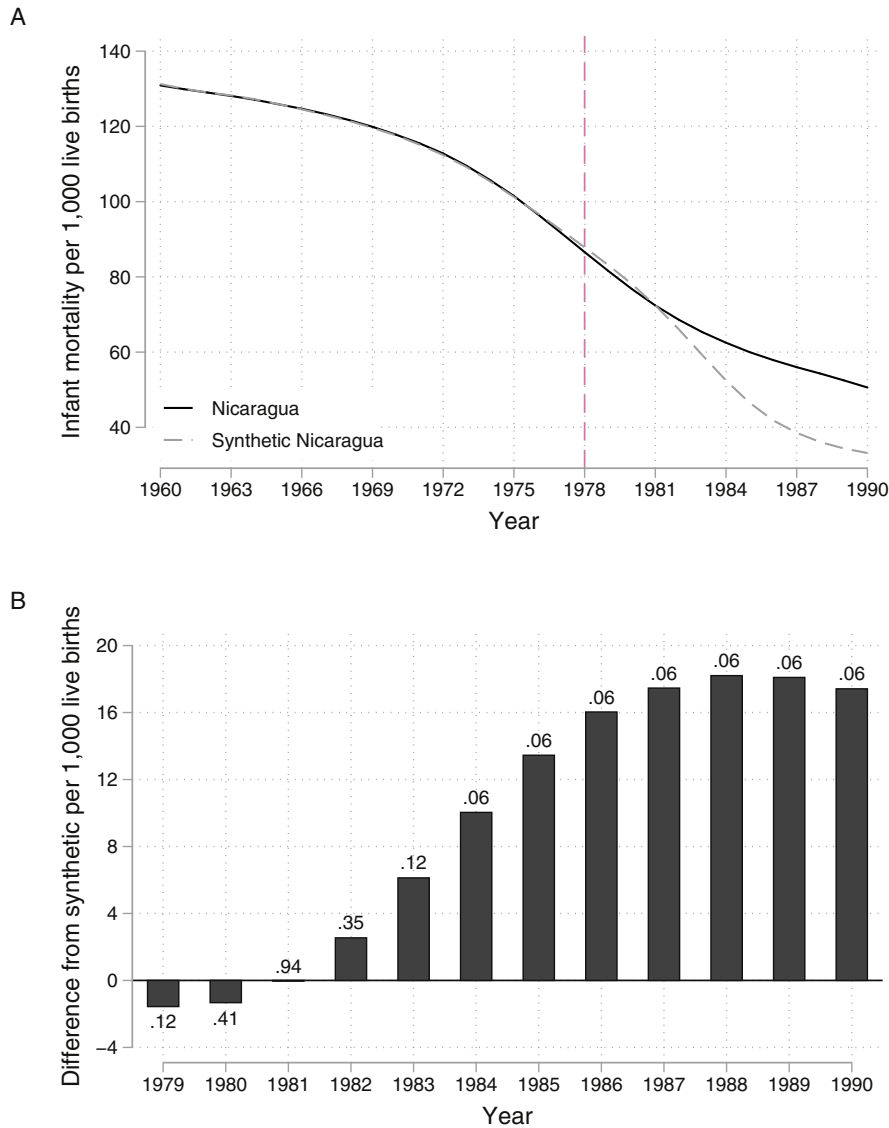 A
Infant mortality per 1,000 live births
140
120
100
80
60
40
Nicaragua
Synthetic Nicaragua
1960 1963 1966 1969 1972 1975 1978 1981 1984 1987 1990
Year
B
Difference from synthetic per 1,000 live births
20
16
12
8
4
0
−4
.12 .41 .94 .35 .12 .06 .06 .06 .06 .06 .06 .06
1979 1980 1981 1982 1983 1984 1985 1986 1987 1988 1989 1990
Year